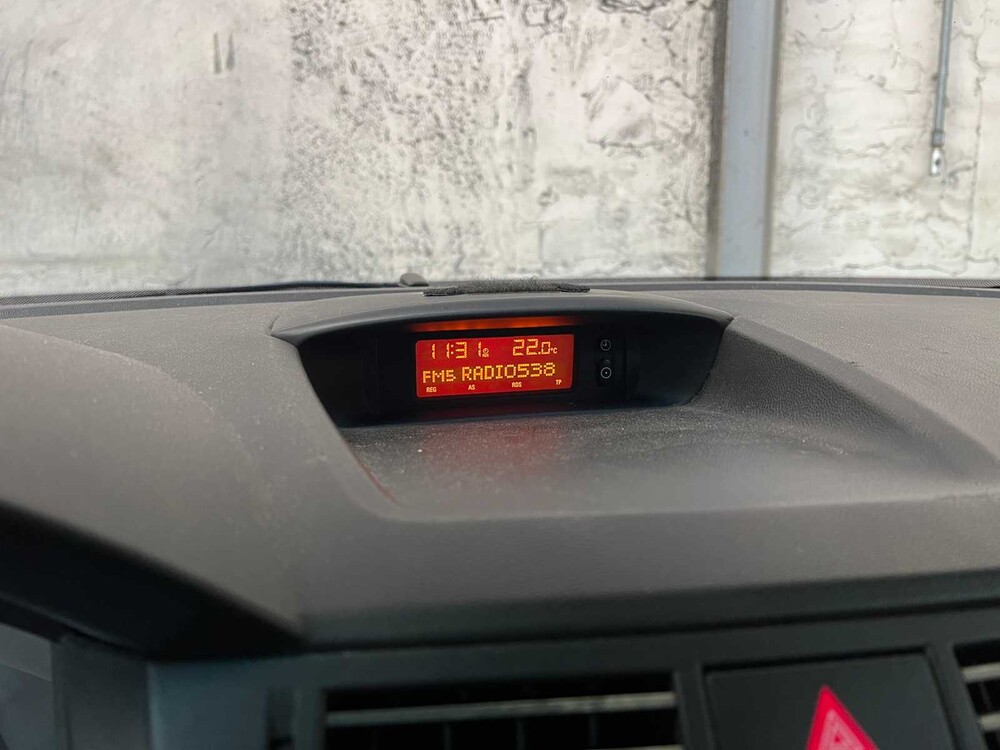 11:31 22.0°C
FM5 RADIO538
REG AS RDS TP